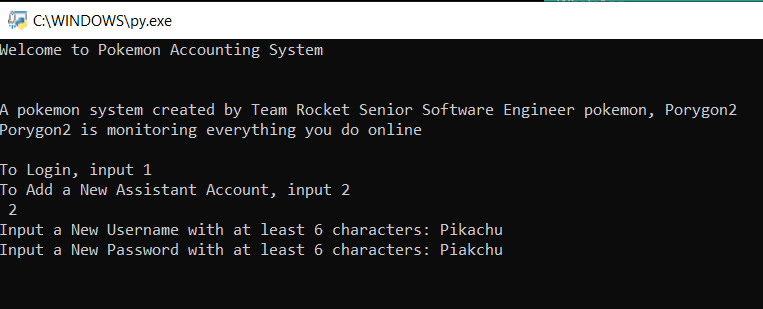 C:\WINDOWS\py.exe
Welcome to Pokemon Accounting System
A pokemon system created by Team Rocket Senior Software Engineer pokemon, Porygon2
Porygon2 is monitoring everything you do online
To Login, input 1
To Add a New Assistant Account, input 2
2
Input a New Username with at least 6 characters: Pikachu
Input a New Password with at least 6 characters: Piakchu